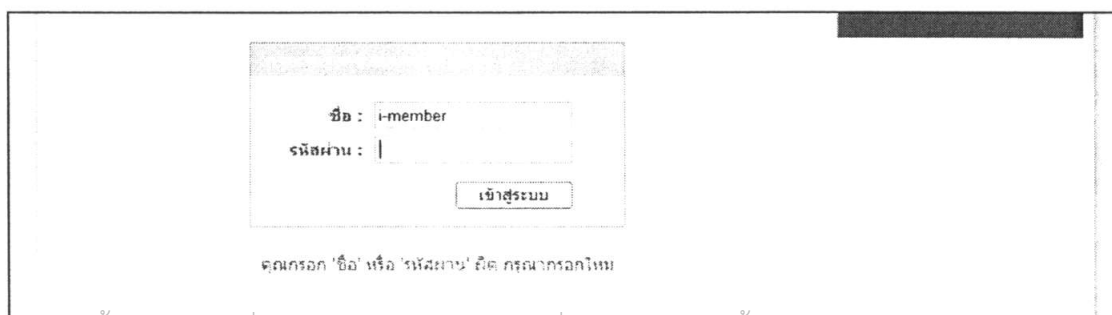 ชื่อ : i-member
รหัสผ่าน :
เข้าสู่ระบบ
คุณกรอก 'ชื่อ' หรือ 'รหัสผ่าน' ผิด กรุณากรอกใหม่